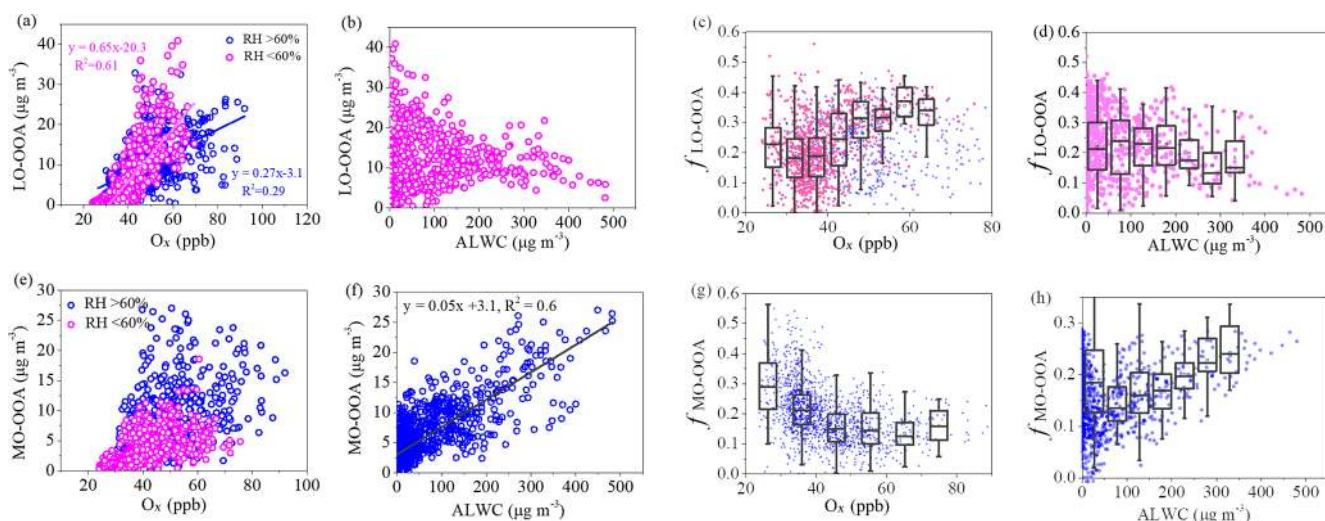 (a)
y = 0.65x-20.3
R²=0.61
RH >60%
RH <60%
y = 0.27x-3.1
R²=0.29
LO-OOA (μg m⁻³)
40
30
20
10
0
20 40 60 80 100 120
Oₓ (ppb)
(b)
LO-OOA (μg m⁻³)
50
40
30
20
10
0
0 100 200 300 400 500
ALWC (μg m⁻³)
(c)
f LO-OOA
0.6
0.5
0.4
0.3
0.2
0.1
0.0
20 40 60 80
Oₓ (ppb)
(d)
f LO-OOA
0.6
0.5
0.4
0.3
0.2
0.1
0.0
0 100 200 300 400 500
ALWC (μg m⁻³)
(e)
RH >60%
RH <60%
MO-OOA (μg m⁻³)
30
25
20
15
10
5
0
20 40 60 80 100
Oₓ (ppb)
(f)
y = 0.05x +3.1, R² = 0.6
MO-OOA (μg m⁻³)
30
25
20
15
10
5
0
0 100 200 300 400 500
ALWC (μg m⁻³)
(g)
f MO-OOA
0.6
0.5
0.4
0.3
0.2
0.1
0.0
20 40 60 80
Oₓ (ppb)
(h)
f MO-OOA
0.3
0.2
0.1
0.0
0 100 200 300 400 500
ALWC (μg m⁻³)